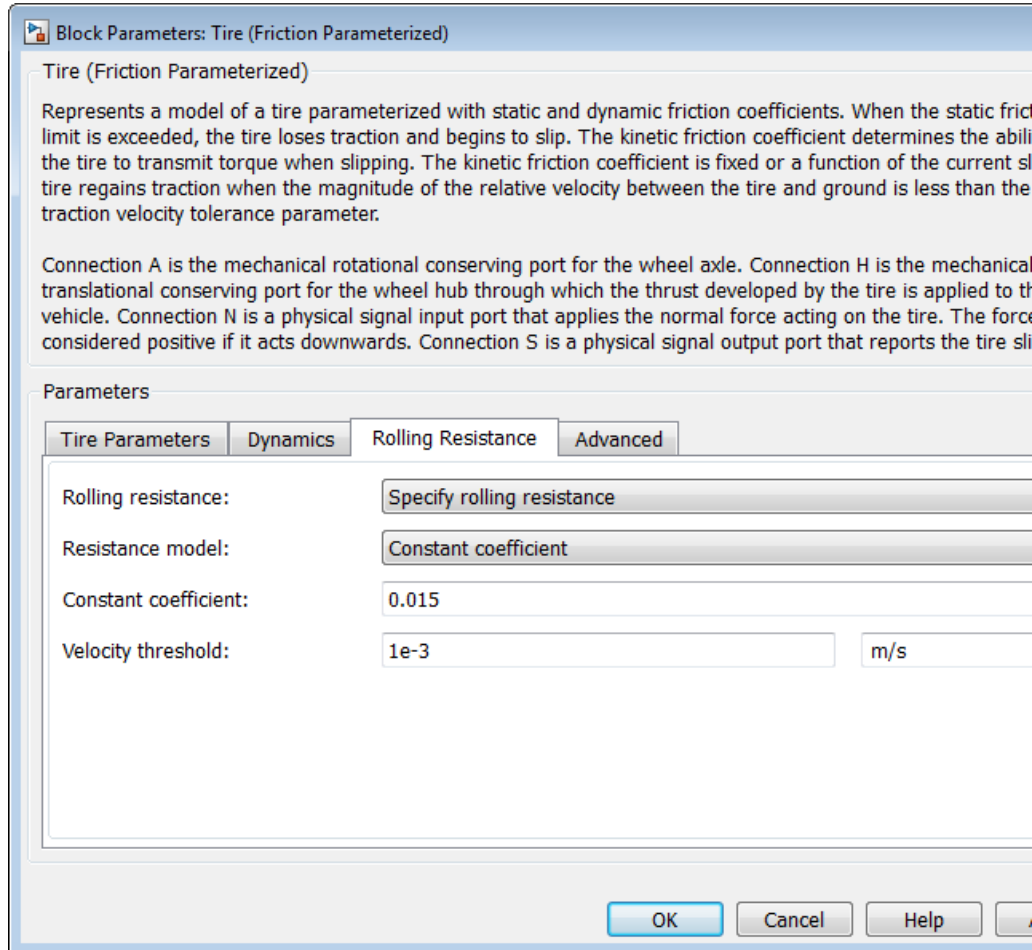 Block Parameters: Tire (Friction Parameterized)
Tire (Friction Parameterized)
Represents a model of a tire parameterized with static and dynamic friction coefficients. When the static
limit is exceeded, the tire loses traction and begins to slip. The kinetic friction coefficient determines the
the tire to transmit torque when slipping. The kinetic friction coefficient is fixed or a function of the current
tire regains traction when the magnitude of the relative velocity between the tire and ground is less than the
traction velocity tolerance parameter.
Connection A is the mechanical rotational conserving port for the wheel axle. Connection H is the mechanical
translational conserving port for the wheel hub through which the thrust developed by the tire is applied to
vehicle. Connection N is a physical signal input port that applies the normal force acting on the tire. The force
considered positive if it acts downwards. Connection S is a physical signal output port that reports the tire
Parameters
Tire Parameters Dynamics Rolling Resistance Advanced
Rolling resistance: Specify rolling resistance
Resistance model: Constant coefficient
Constant coefficient: 0.015
Velocity threshold: 1e-3 m/s
OK Cancel Help